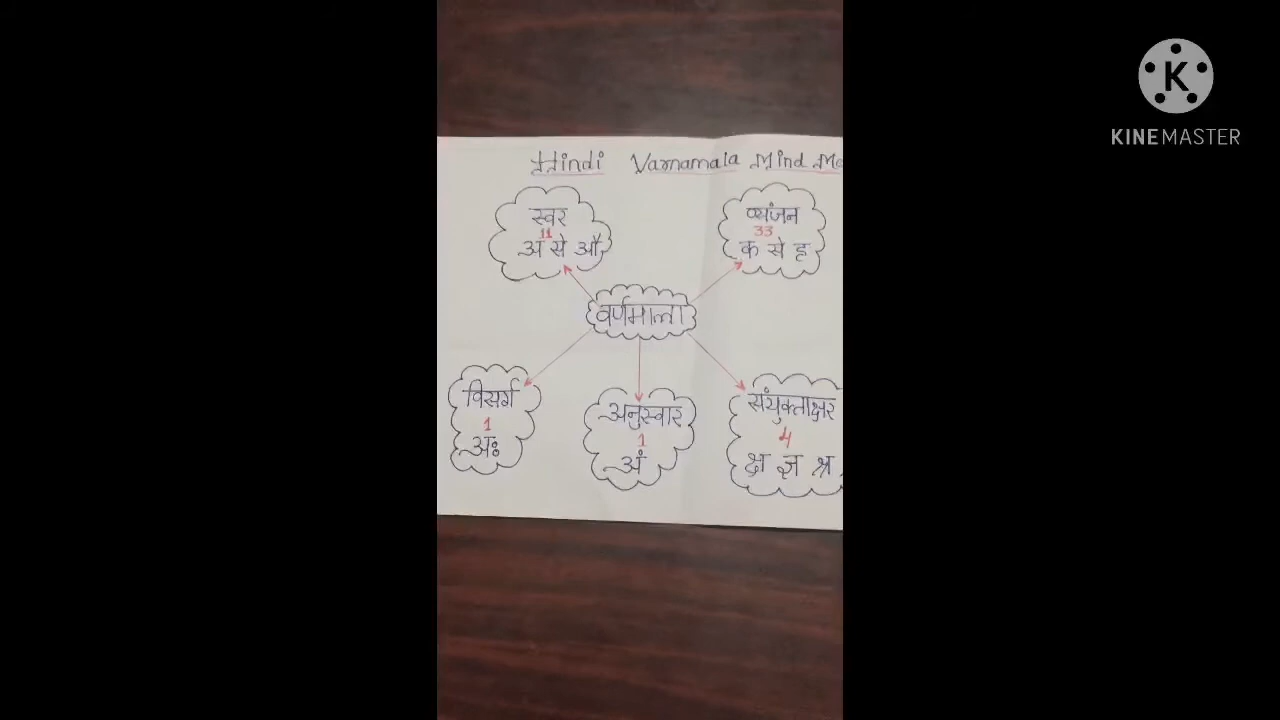 Hindi Varnamala Mind
स्वर
11
अ से औ
व्यंजन
33
क से ह
वर्णमाला
विसर्ग
1
अः
अनुस्वार
1
अं
संयुक्ताक्षर
4
क्ष ज्ञ श्र
KINEMASTER